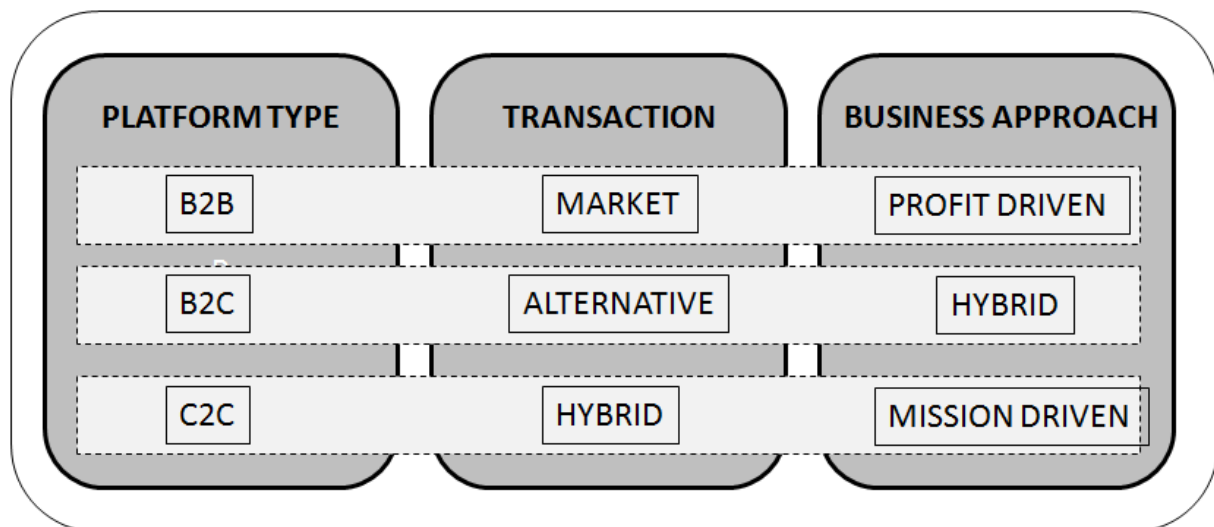 PLATFORM TYPE TRANSACTION BUSINESS APPROACH
B2B MARKET PROFIT DRIVEN
B2C ALTERNATIVE HYBRID
C2C HYBRID MISSION DRIVEN